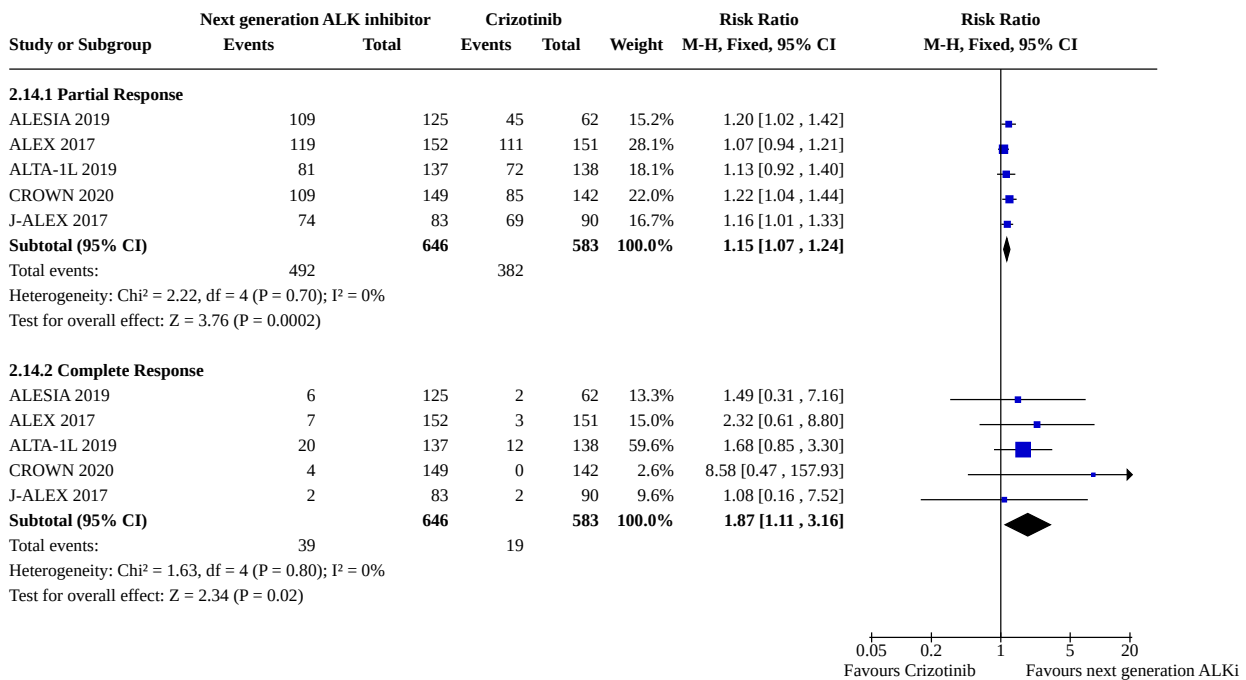 Next generation ALK inhibitor Crizotinib Risk Ratio Risk Ratio
Study or Subgroup Events Total Events Total Weight M-H, Fixed, 95% CI M-H, Fixed, 95% CI
2.14.1 Partial Response
ALESIA 2019 109 125 45 62 15.2% 1.20 [1.02 , 1.42]
ALEX 2017 119 152 111 151 28.1% 1.07 [0.94 , 1.21]
ALTA-1L 2019 81 137 72 138 18.1% 1.13 [0.92 , 1.40]
CROWN 2020 109 149 85 142 22.0% 1.22 [1.04 , 1.44]
J-ALEX 2017 74 83 69 90 16.7% 1.16 [1.01 , 1.33]
Subtotal (95% CI) 646 583 100.0% 1.15 [1.07 , 1.24]
Total events: 492 382
Heterogeneity: Chi² = 2.22, df = 4 (P = 0.70); I² = 0%
Test for overall effect: Z = 3.76 (P = 0.0002)
2.14.2 Complete Response
ALESIA 2019 6 125 2 62 13.3% 1.49 [0.31 , 7.16]
ALEX 2017 7 152 3 151 15.0% 2.32 [0.61 , 8.80]
ALTA-1L 2019 20 137 12 138 59.6% 1.68 [0.85 , 3.30]
CROWN 2020 4 149 0 142 2.6% 8.58 [0.47 , 157.93]
J-ALEX 2017 2 83 2 90 9.6% 1.08 [0.16 , 7.52]
Subtotal (95% CI) 646 583 100.0% 1.87 [1.11 , 3.16]
Total events: 39 19
Heterogeneity: Chi² = 1.63, df = 4 (P = 0.80); I² = 0%
Test for overall effect: Z = 2.34 (P = 0.02)
0.05 0.2 1 5 20
Favours Crizotinib Favours next generation ALKi